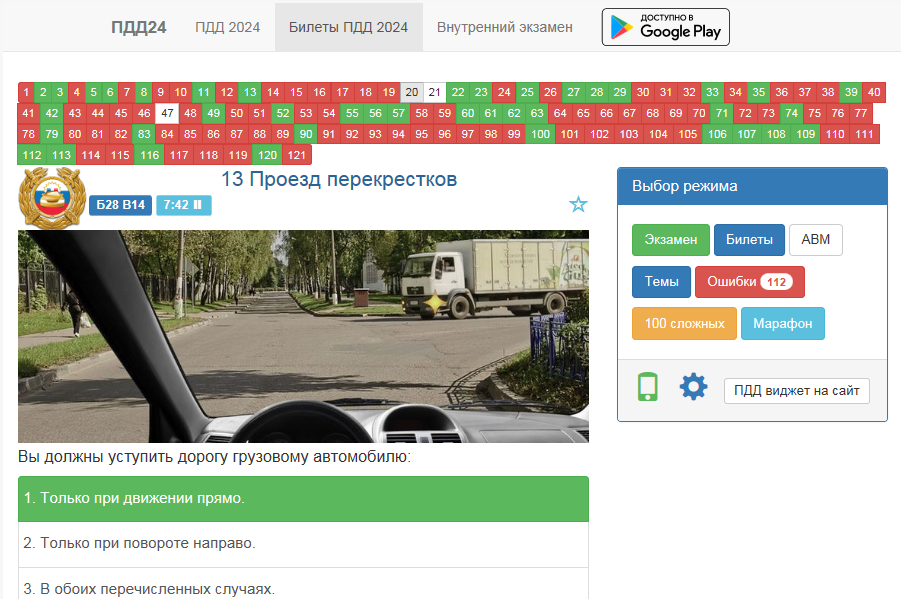 ПДД24 ПДД 2024 Билеты ПДД 2024 Внутренний экзамен ДОСТУПНО В Google Play
1 2 3 4 5 6 7 8 9 10 11 12 13 14 15 16 17 18 19 20 21 22 23 24 25 26 27 28 29 30 31 32 33 34 35 36 37 38 39 40
41 42 43 44 45 46 47 48 49 50 51 52 53 54 55 56 57 58 59 60 61 62 63 64 65 66 67 68 69 70 71 72 73 74 75 76 77
78 79 80 81 82 83 84 85 86 87 88 89 90 91 92 93 94 95 96 97 98 99 100 101 102 103 104 105 106 107 108 109 110 111
112 113 114 115 116 117 118 119 120 121
13 Проезд перекрестков
Б28 В14 7:42
Вы должны уступить дорогу грузовому автомобилю:
1. Только при движении прямо.
2. Только при повороте направо.
3. В обоих перечисленных случаях.
Выбор режима
Экзамен Билеты АВМ
Темы Ошибки 112
100 сложных Марафон
ПДД виджет на сайт